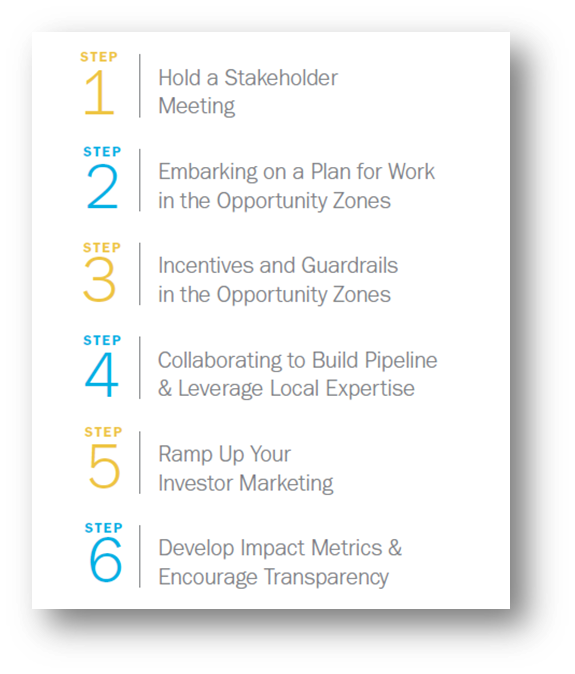 STEP
1
Hold a Stakeholder
Meeting
STEP
2
Embarking on a Plan for Work
in the Opportunity Zones
STEP
3
Incentives and Guardrails
in the Opportunity Zones
STEP
4
Collaborating to Build Pipeline
& Leverage Local Expertise
STEP
5
Ramp Up Your
Investor Marketing
STEP
6
Develop Impact Metrics &
Encourage Transparency